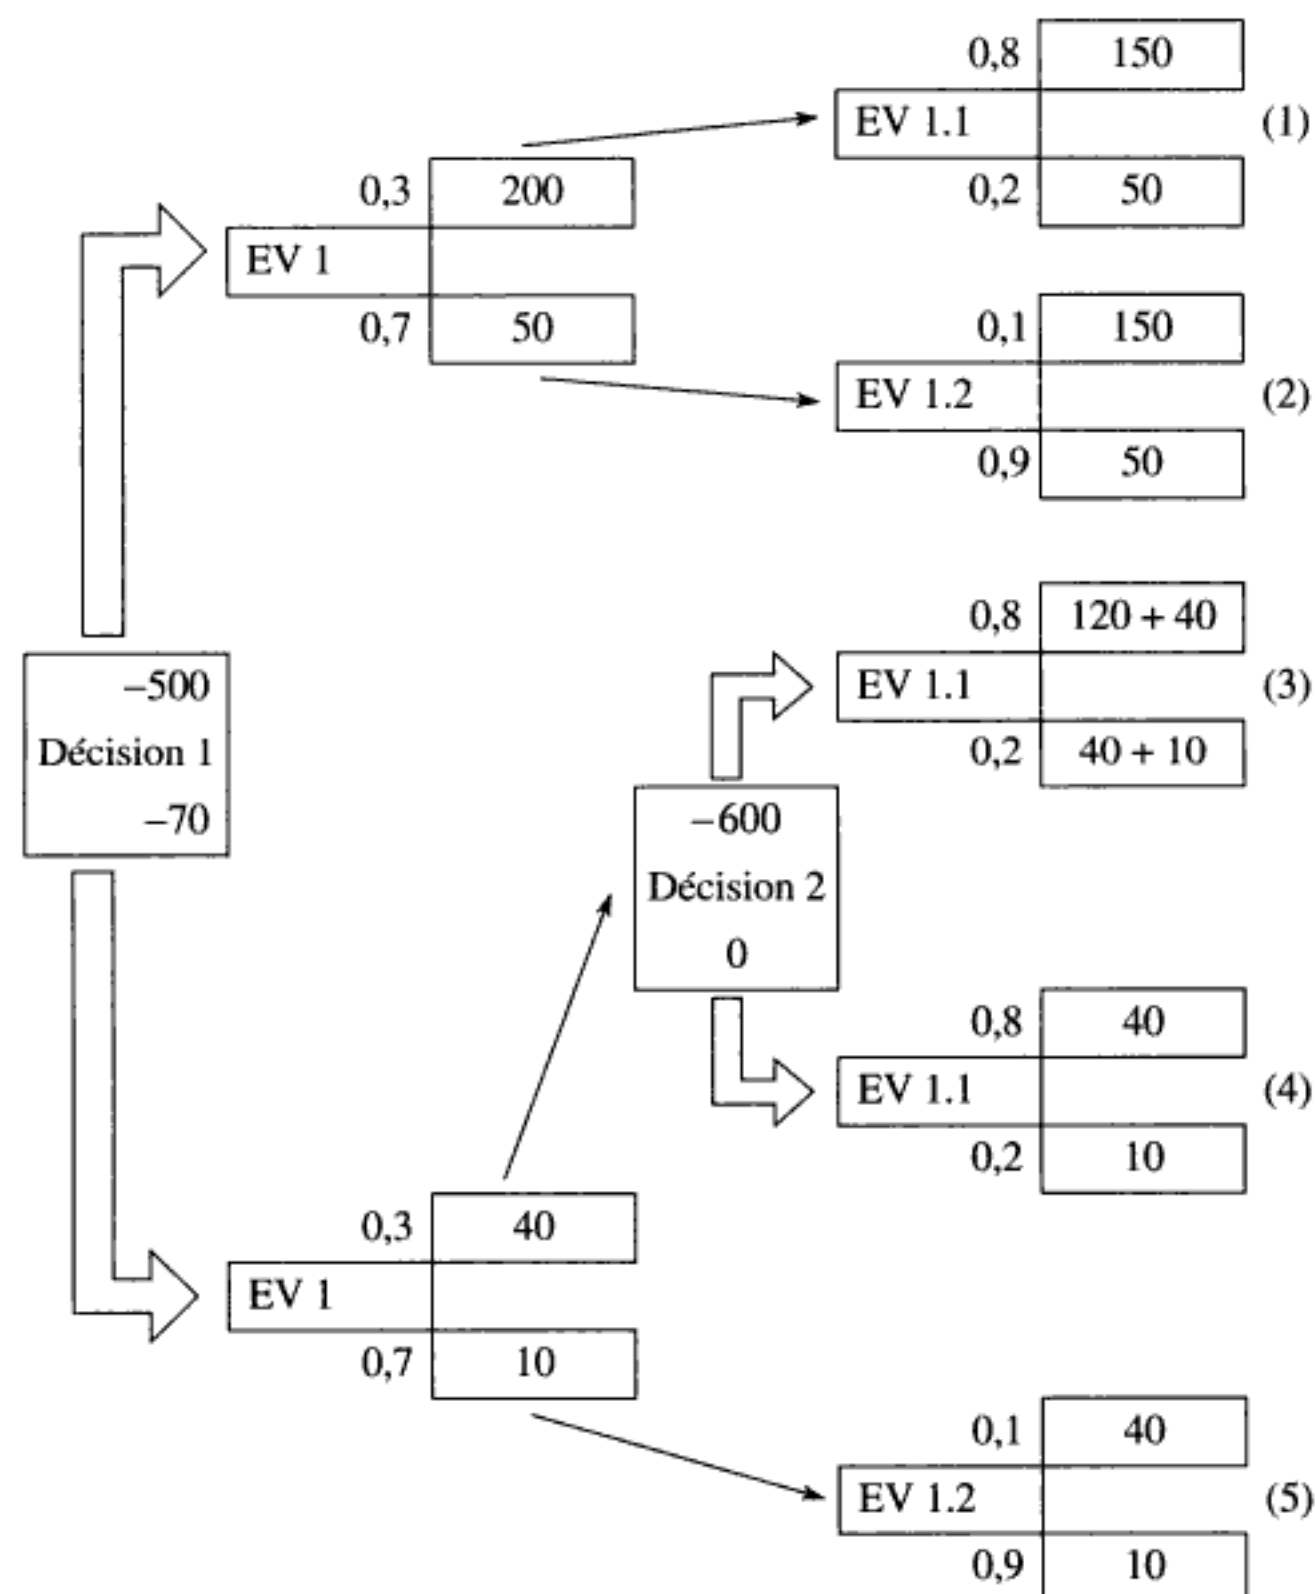 0,8 150
EV 1.1 (1)
0,2 50
0,3 200
EV 1
0,7 50
0,1 150
EV 1.2 (2)
0,9 50
–500
Décision 1
–70
0,8 120 + 40
EV 1.1 (3)
0,2 40 + 10
–600
Décision 2
0
0,8 40
EV 1.1 (4)
0,2 10
0,3 40
EV 1
0,7 10
0,1 40
EV 1.2 (5)
0,9 10